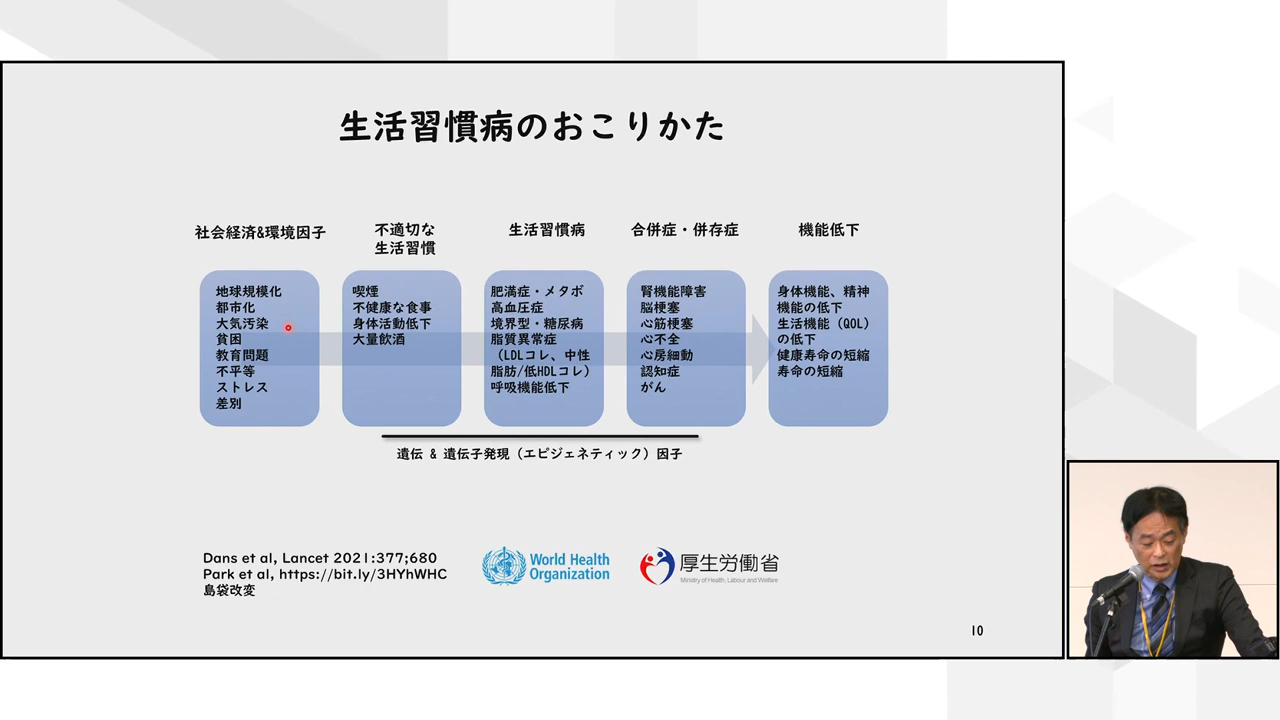 生活習慣病のおこりかた
社会経済&環境因子
地球規模化
都市化
大気汚染
貧困
教育問題
不平等
ストレス
差別
不適切な
生活習慣
喫煙
不健康な食事
身体活動低下
大量飲酒
生活習慣病
肥満症・メタボ
高血圧症
境界型・糖尿病
脂質異常症
（LDLコレ、中性
脂肪/低HDLコレ）
呼吸機能低下
合併症・併存症
腎機能障害
脳梗塞
心筋梗塞
心不全
心房細動
認知症
がん
機能低下
身体機能、精神
機能の低下
生活機能（QOL）
の低下
健康寿命の短縮
寿命の短縮
遺伝 & 遺伝子発現（エピジェネティック）因子
Dans et al, Lancet 2021:377;680
Park et al, https://bit.ly/3HYhWHC
島袋改変
World Health
Organization
厚生労働省
Ministry of Health, Labour and Welfare
10